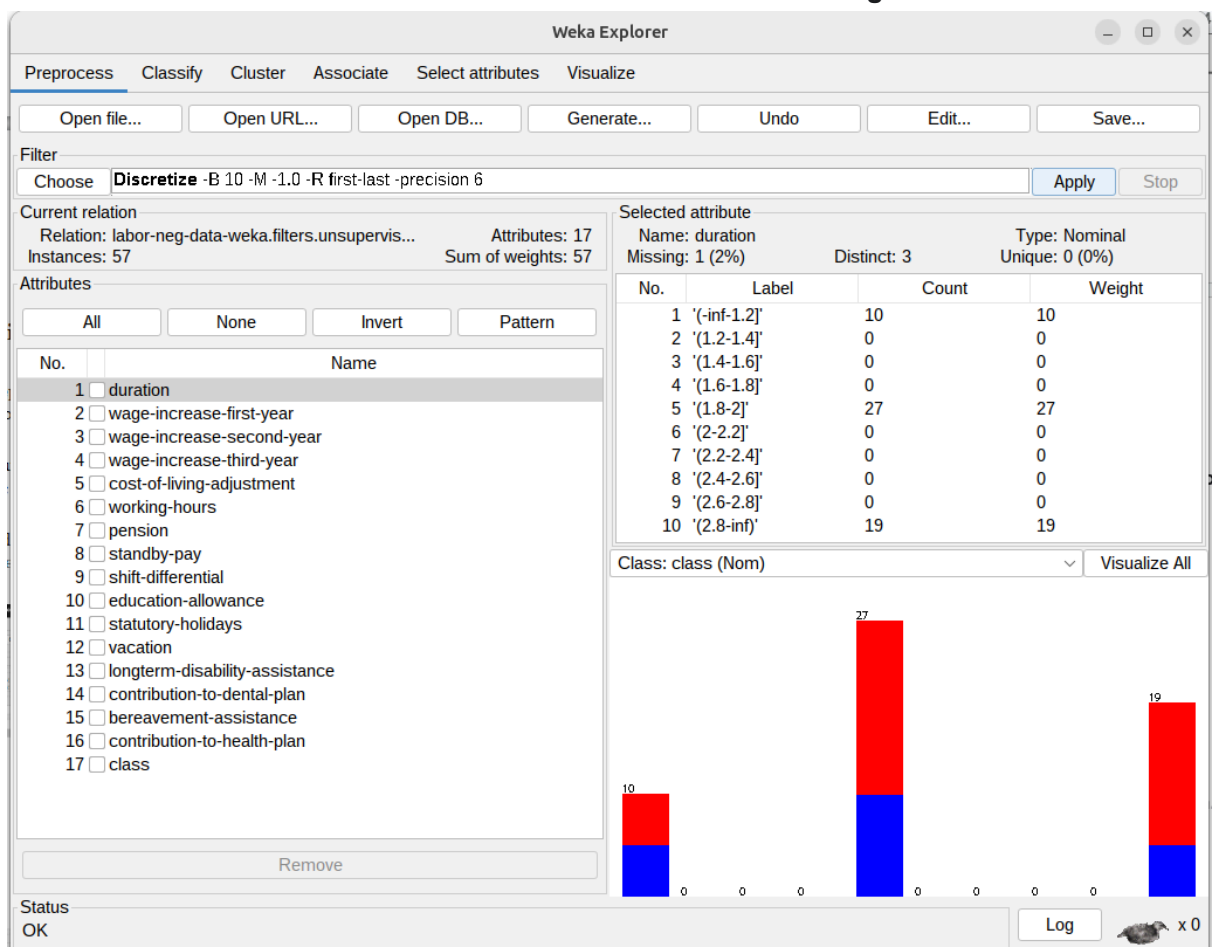 Weka Explorer
Preprocess Classify Cluster Associate Select attributes Visualize
Open file... Open URL... Open DB... Generate... Undo Edit... Save...
Filter
Choose Discretize -B 10 -M -1.0 -R first-last -precision 6 Apply Stop
Current relation
Relation: labor-neg-data-weka.filters.unsupervis... Attributes: 17
Instances: 57 Sum of weights: 57
Attributes
All None Invert Pattern
No. Name
1 duration
2 wage-increase-first-year
3 wage-increase-second-year
4 wage-increase-third-year
5 cost-of-living-adjustment
6 working-hours
7 pension
8 standby-pay
9 shift-differential
10 education-allowance
11 statutory-holidays
12 vacation
13 longterm-disability-assistance
14 contribution-to-dental-plan
15 bereavement-assistance
16 contribution-to-health-plan
17 class
Remove
Selected attribute
Name: duration Type: Nominal
Missing: 1 (2%) Distinct: 3 Unique: 0 (0%)
No. Label Count Weight
1 '(-inf-1.2]' 10 10
2 '(1.2-1.4]' 0 0
3 '(1.4-1.6]' 0 0
4 '(1.6-1.8]' 0 0
5 '(1.8-2]' 27 27
6 '(2-2.2]' 0 0
7 '(2.2-2.4]' 0 0
8 '(2.4-2.6]' 0 0
9 '(2.6-2.8]' 0 0
10 '(2.8-inf)' 19 19
Class: class (Nom) Visualize All
10 0 0 0 27 0 0 0 0 19
Status
OK
Log x 0